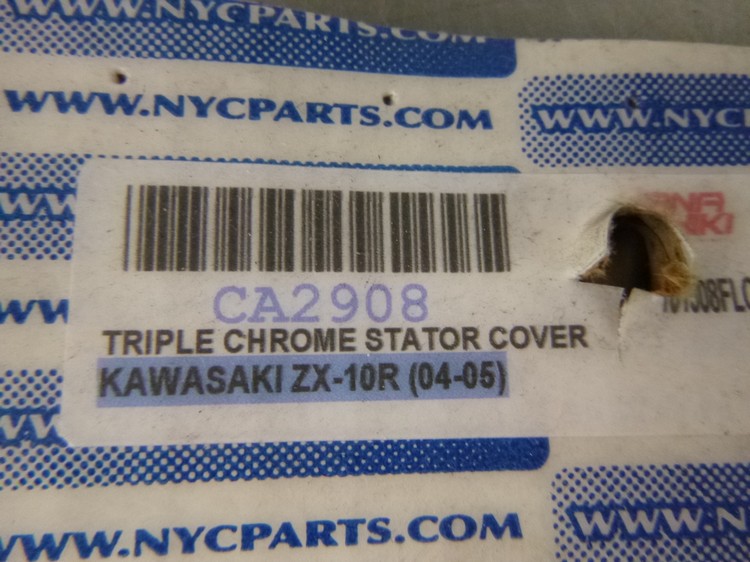 WWW.NYCPARTS.COM
WWW.NYCPARTS.COM
WWW.NYC
CA2908
TRIPLE CHROME STATOR COVER
KAWASAKI ZX-10R (04-05)
WWW.NYCPARTS.COM
WWW.NYC